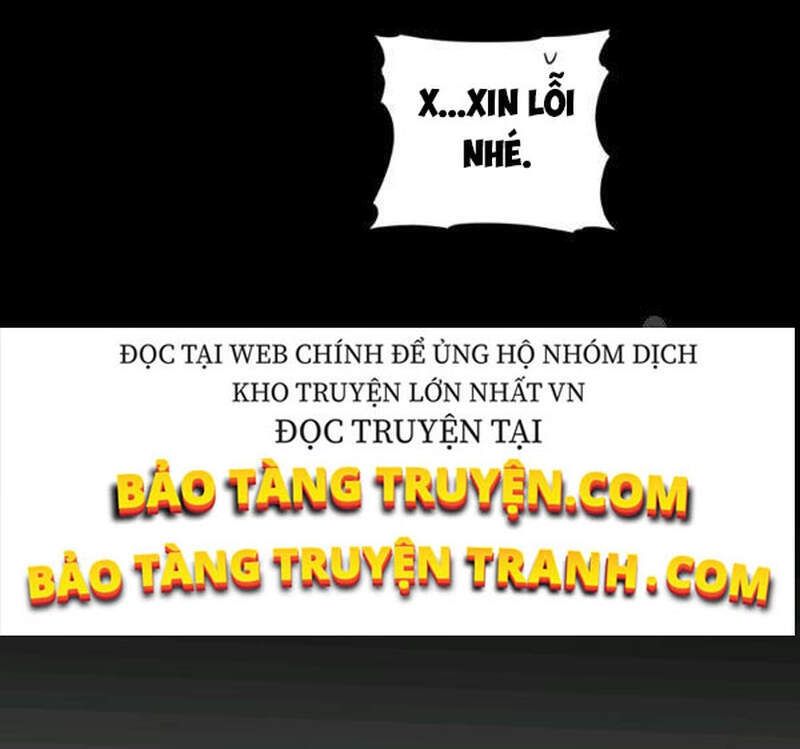 X...XIN LỖI
NHÉ.
ĐỌC TẠI WEB CHÍNH ĐỂ ỦNG HỘ NHÓM DỊCH
KHO TRUYỆN LỚN NHẤT VN
ĐỌC TRUYỆN TẠI
BẢO TÀNG TRUYỆN.COM
BẢO TÀNG TRUYỆN TRANH.COM